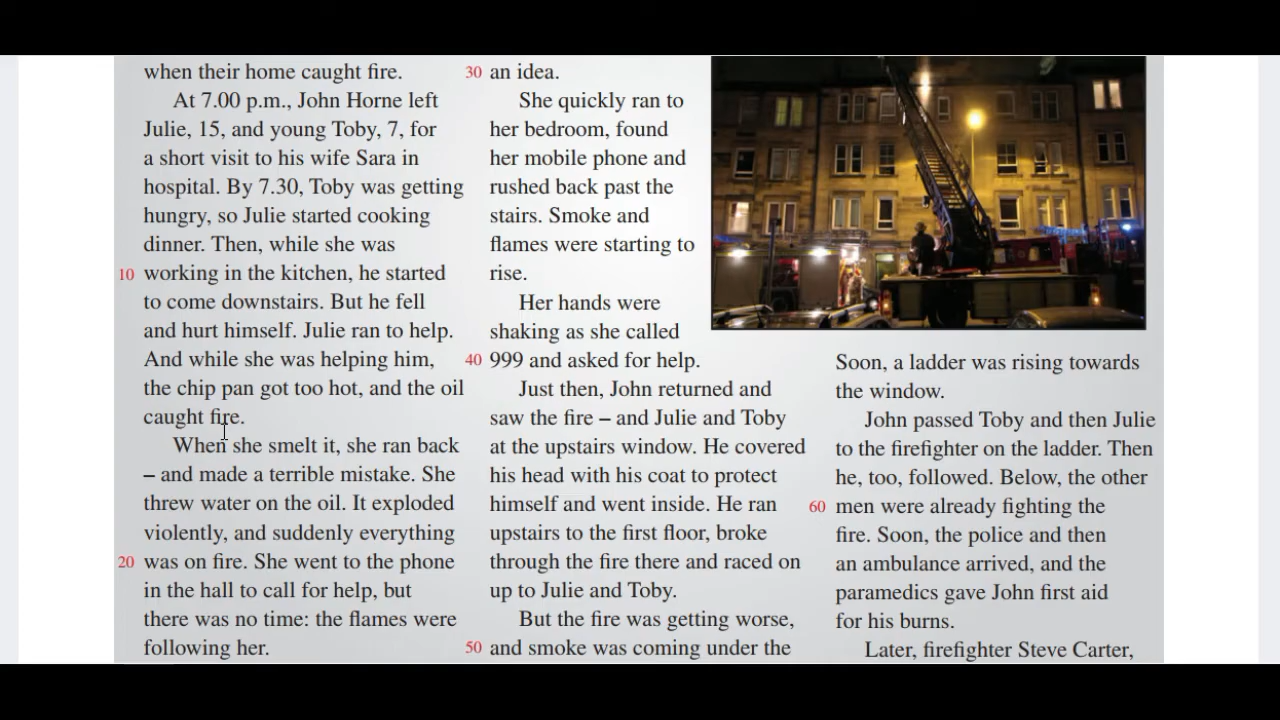 when their home caught fire.
At 7.00 p.m., John Horne left
Julie, 15, and young Toby, 7, for
a short visit to his wife Sara in
hospital. By 7.30, Toby was getting
hungry, so Julie started cooking
dinner. Then, while she was
10 working in the kitchen, he started
to come downstairs. But he fell
and hurt himself. Julie ran to help.
And while she was helping him,
the chip pan got too hot, and the oil
caught fire.
When she smelt it, she ran back
– and made a terrible mistake. She
threw water on the oil. It exploded
violently, and suddenly everything
20 was on fire. She went to the phone
in the hall to call for help, but
there was no time: the flames were
following her.
30 an idea.
She quickly ran to
her bedroom, found
her mobile phone and
rushed back past the
stairs. Smoke and
flames were starting to
rise.
Her hands were
shaking as she called
40 999 and asked for help.
Just then, John returned and
saw the fire – and Julie and Toby
at the upstairs window. He covered
his head with his coat to protect
himself and went inside. He ran
upstairs to the first floor, broke
through the fire there and raced on
up to Julie and Toby.
But the fire was getting worse,
50 and smoke was coming under the
Soon, a ladder was rising towards
the window.
John passed Toby and then Julie
to the firefighter on the ladder. Then
he, too, followed. Below, the other
60 men were already fighting the
fire. Soon, the police and then
an ambulance arrived, and the
paramedics gave John first aid
for his burns.
Later, firefighter Steve Carter,